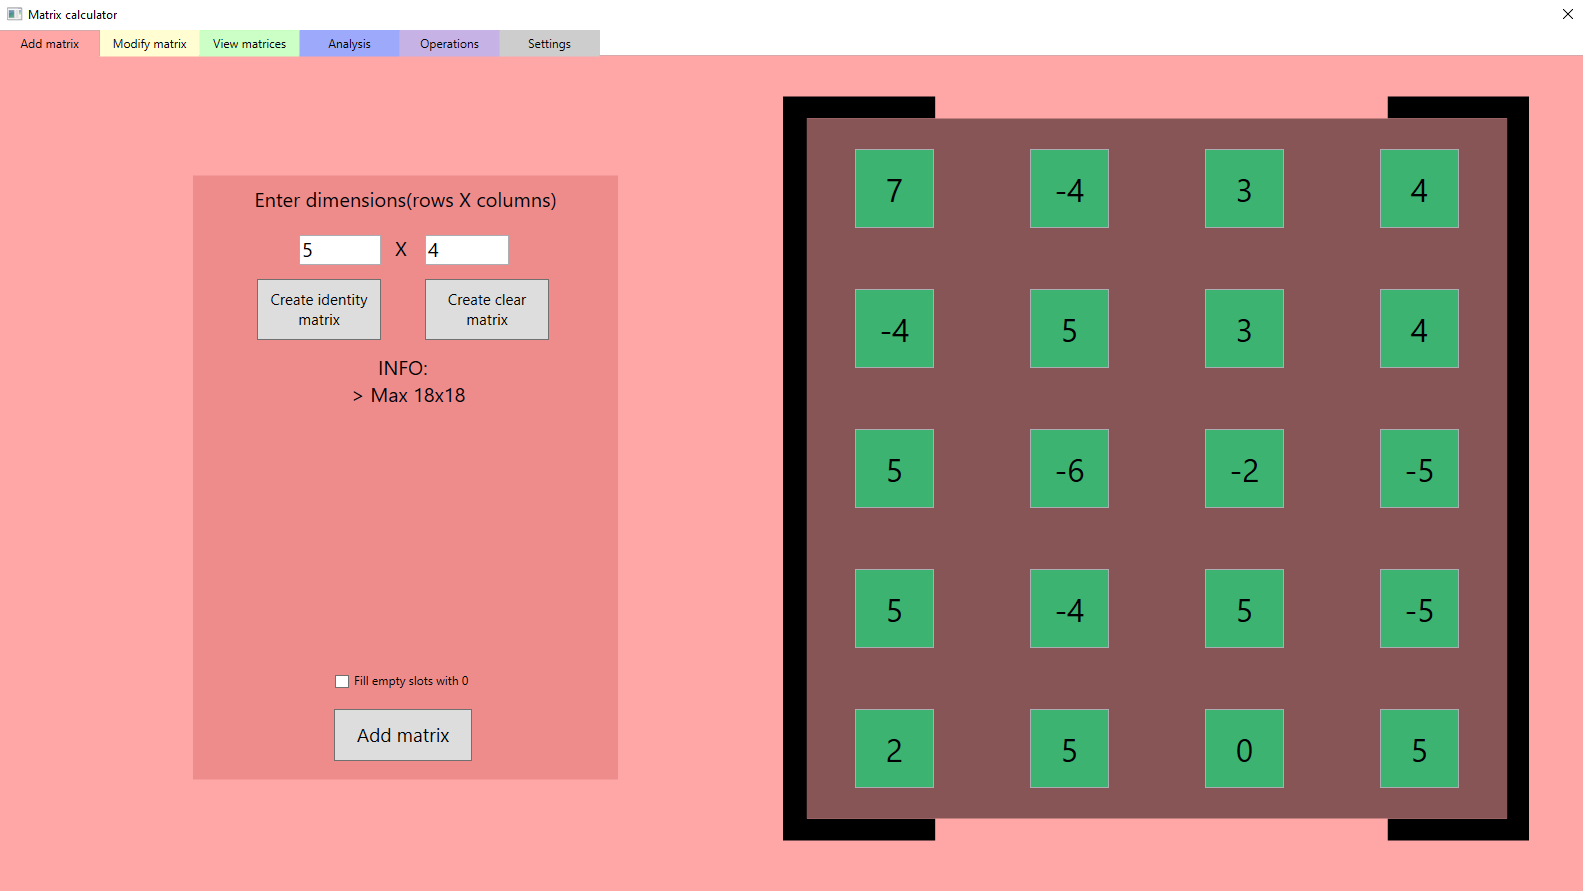 Matrix calculator
Add matrix Modify matrix View matrices Analysis Operations Settings
Enter dimensions(rows X columns)
5 X 4
Create identity matrix
Create clear matrix
INFO:
> Max 18x18
Fill empty slots with 0
Add matrix
7 -4 3 4
-4 5 3 4
5 -6 -2 -5
5 -4 5 -5
2 5 0 5